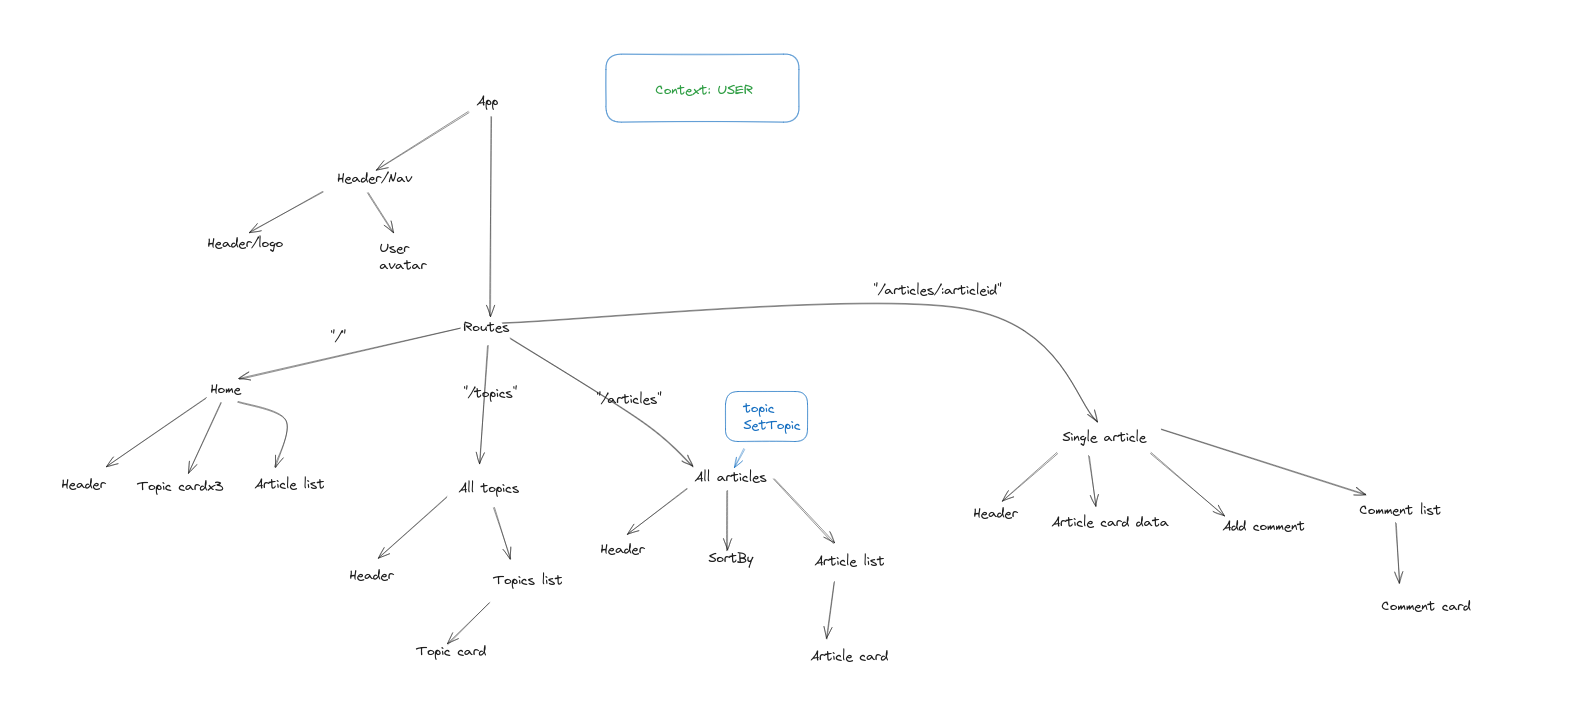 Context: USER
App
Header/Nav
Header/logo
User
avatar
"/articles/:articleid"
Routes
"/"
Home
"/topics"
"/articles"
topic
SetTopic
Single article
Header
Topic cardx3
Article list
All topics
All articles
Header
Article card data
Add comment
Comment list
Header
Topics list
Header
SortBy
Article list
Comment card
Topic card
Article card